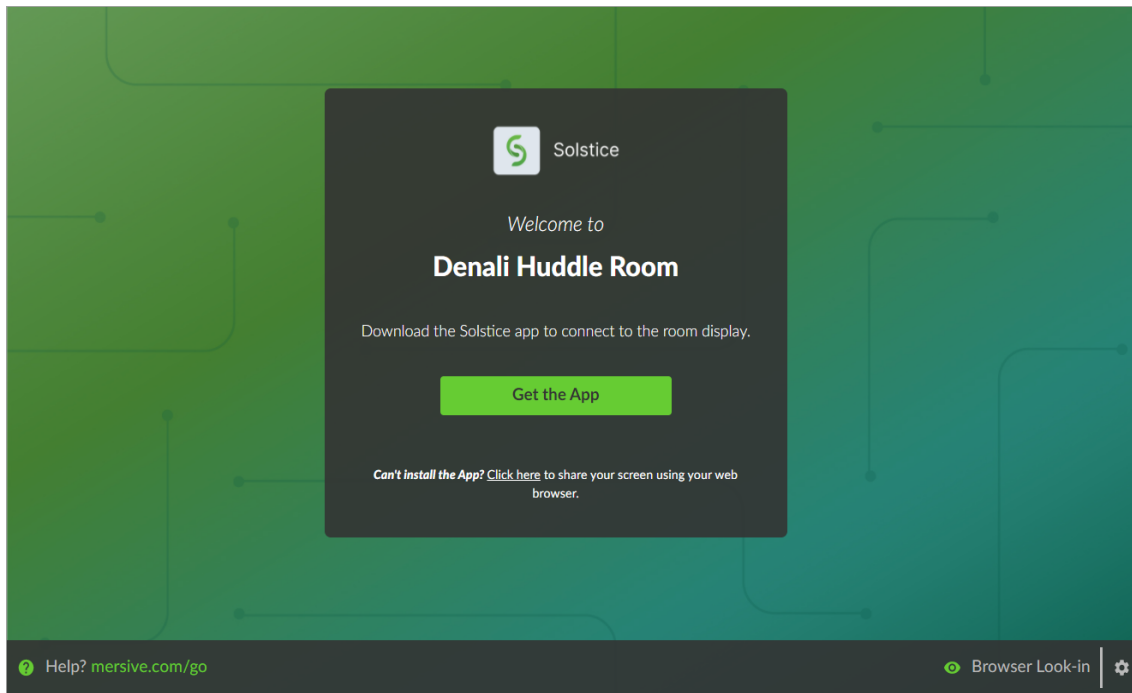 Solstice
Welcome to
Denali Huddle Room
Download the Solstice app to connect to the room display.
Get the App
Can't install the App? Click here to share your screen using your web
browser.
Help? mersive.com/go
Browser Look-in